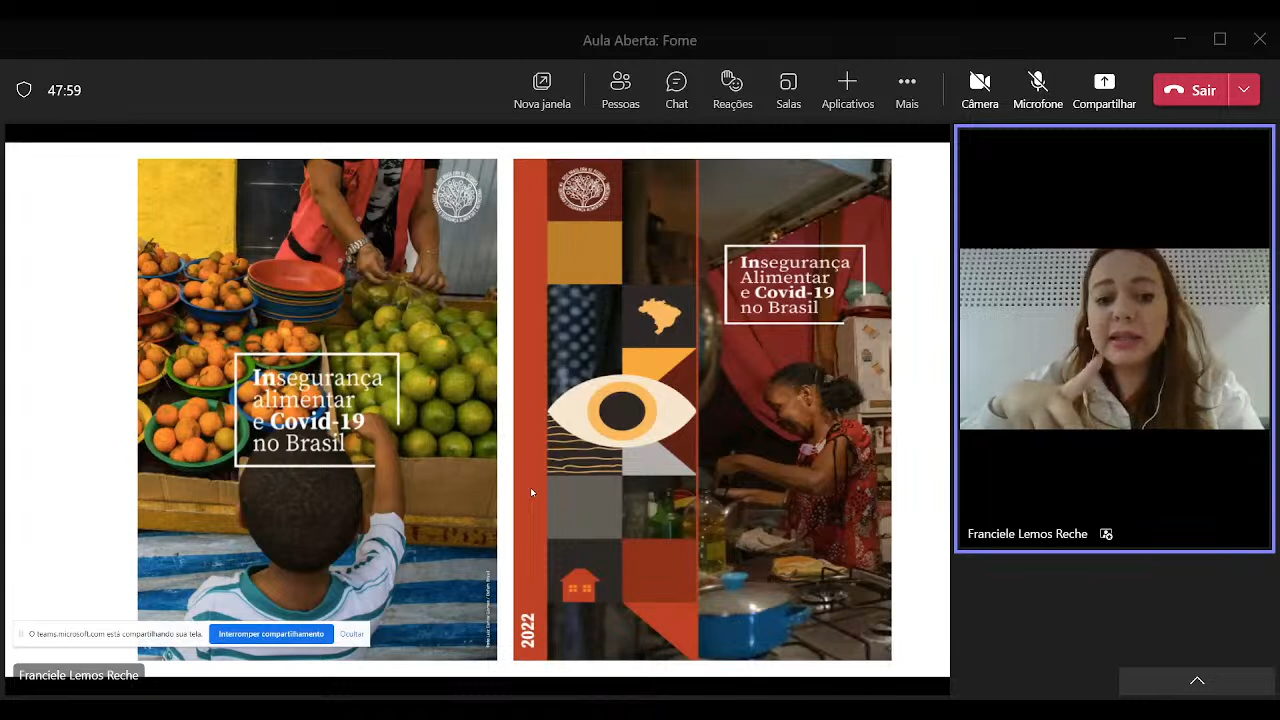 Aula Aberta: Fome
47:59
Nova janela
Pessoas
Chat
Reações
Salas
Aplicativos
Mais
Câmera
Microfone
Compartilhar
Sair
Insegurança
alimentar
e Covid-19
no Brasil
Insegurança
Alimentar
e Covid-19
no Brasil
2022
O teams.microsoft.com está compartilhando sua tela.
Interromper compartilhamento
Ocultar
Franciele Lemos Reche
Franciele Lemos Reche